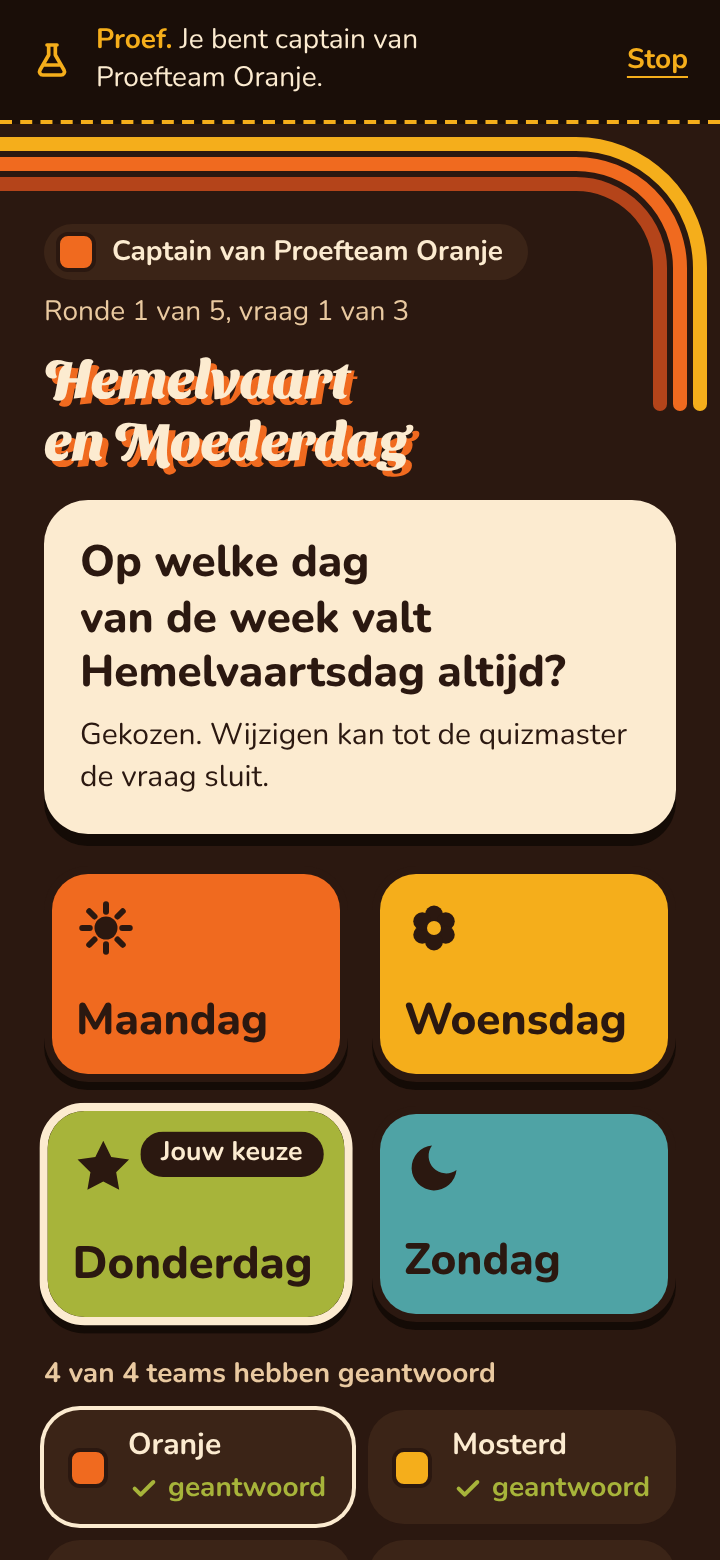 Proef. Je bent captain van
Proefteam Oranje.
Stop
Captain van Proefteam Oranje
Ronde 1 van 5, vraag 1 van 3
Hemelvaart
en Moederdag
Op welke dag
van de week valt
Hemelvaartsdag altijd?
Gekozen. Wijzigen kan tot de quizmaster
de vraag sluit.
Maandag
Woensdag
Jouw keuze
Donderdag
Zondag
4 van 4 teams hebben geantwoord
Oranje
geantwoord
Mosterd
geantwoord